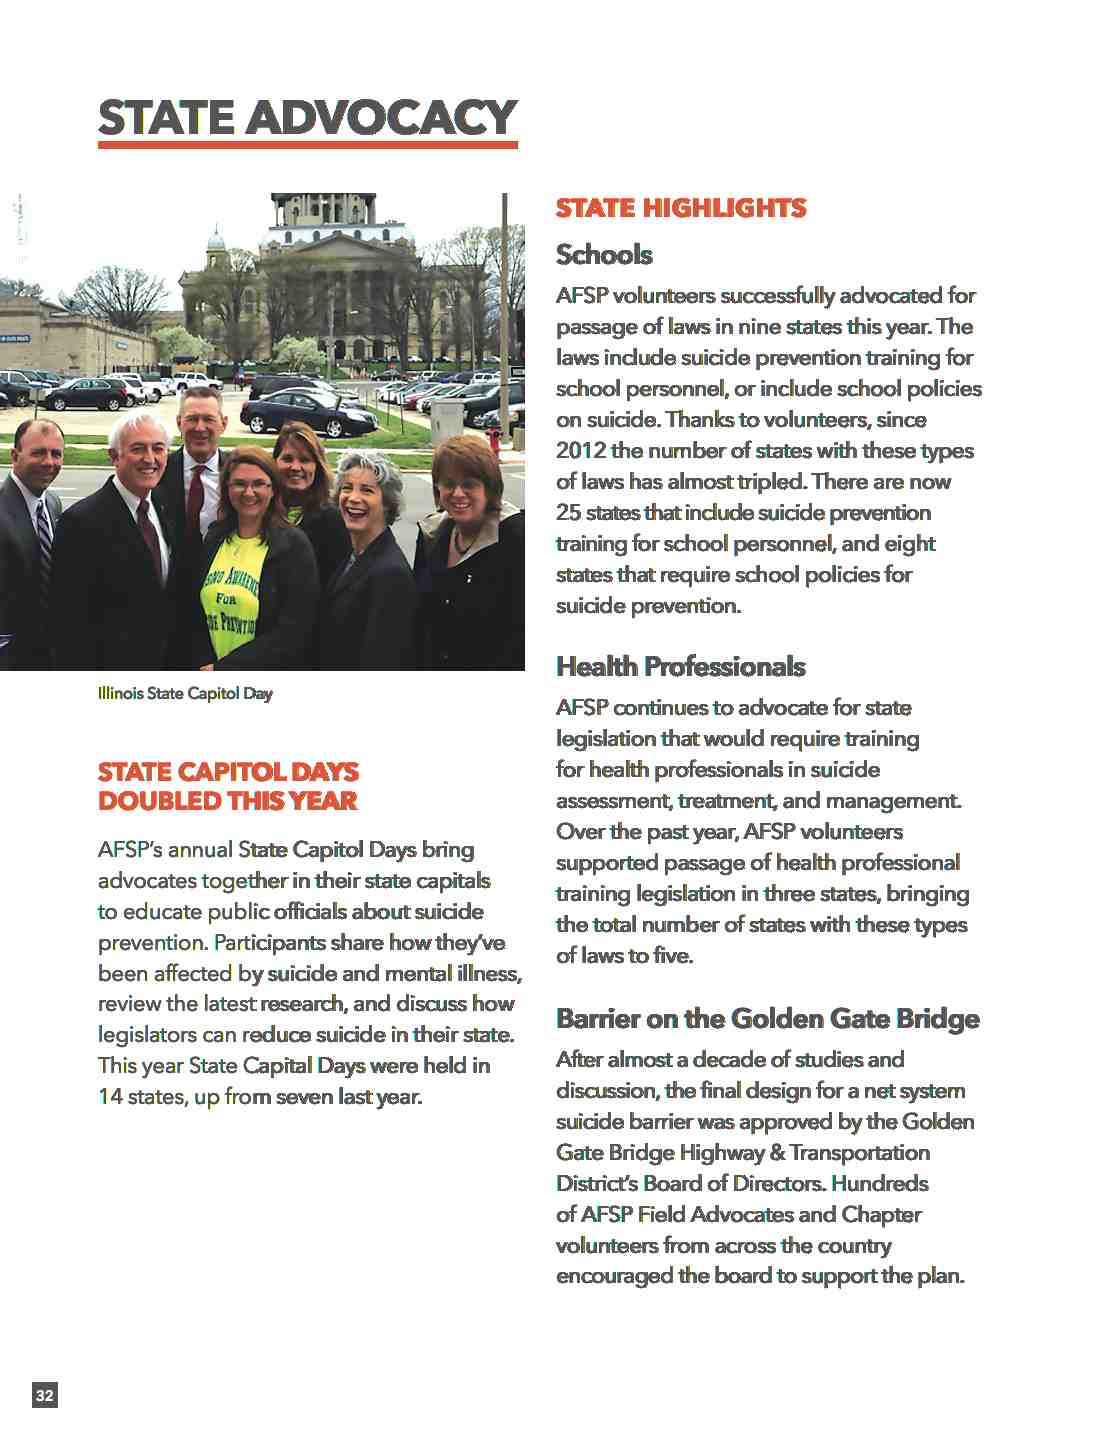 STATE ADVOCACY
BOND AWARENE
FOR
DE PREVENTIO
Illinois State Capitol Day
STATE CAPITOL DAYS
DOUBLED THIS YEAR
AFSP’s annual State Capitol Days bring
advocates together in their state capitals
to educate public officials about suicide
prevention. Participants share how they’ve
been affected by suicide and mental illness,
review the latest research, and discuss how
legislators can reduce suicide in their state.
This year State Capital Days were held in
14 states, up from seven last year.
STATE HIGHLIGHTS
Schools
AFSP volunteers successfully advocated for
passage of laws in nine states this year. The
laws include suicide prevention training for
school personnel, or include school policies
on suicide. Thanks to volunteers, since
2012 the number of states with these types
of laws has almost tripled. There are now
25 states that include suicide prevention
training for school personnel, and eight
states that require school policies for
suicide prevention.
Health Professionals
AFSP continues to advocate for state
legislation that would require training
for health professionals in suicide
assessment, treatment, and management.
Over the past year, AFSP volunteers
supported passage of health professional
training legislation in three states, bringing
the total number of states with these types
of laws to five.
Barrier on the Golden Gate Bridge
After almost a decade of studies and
discussion, the final design for a net system
suicide barrier was approved by the Golden
Gate Bridge Highway & Transportation
District’s Board of Directors. Hundreds
of AFSP Field Advocates and Chapter
volunteers from across the country
encouraged the board to support the plan.
32